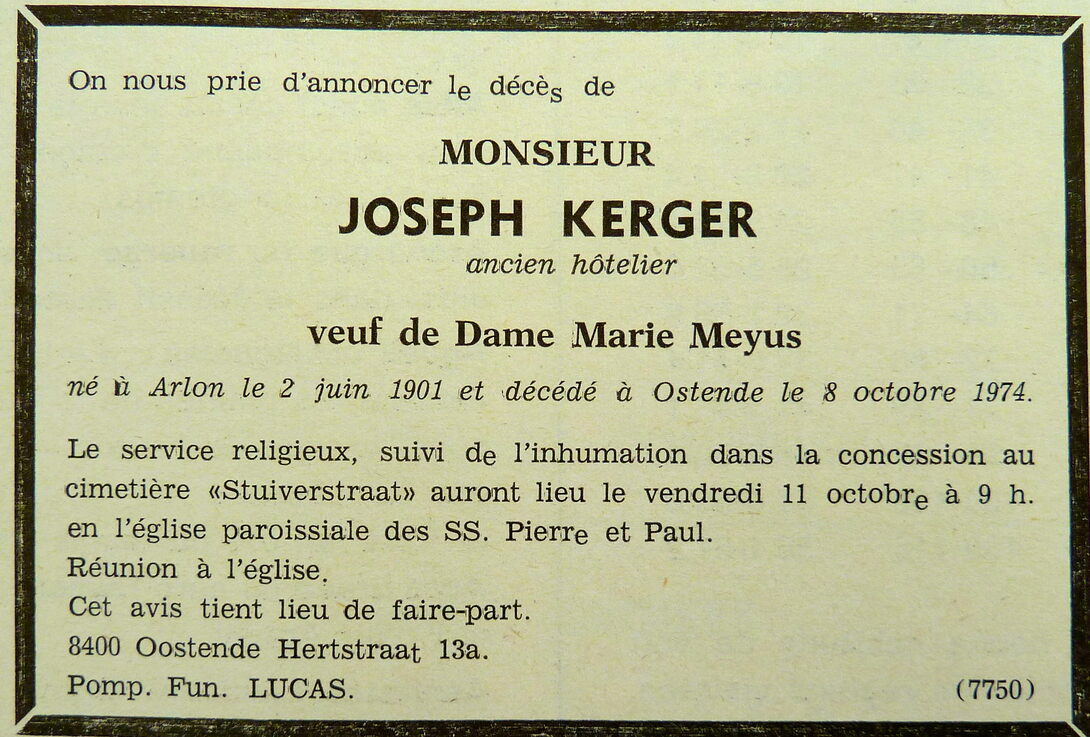 On nous prie d'annoncer le décès de
MONSIEUR
JOSEPH KERGER
ancien hôtelier
veuf de Dame Marie Meyus
né à Arlon le 2 juin 1901 et décédé à Ostende le 8 octobre 1974.
Le service religieux, suivi de l'inhumation dans la concession au
cimetière «Stuiverstraat» auront lieu le vendredi 11 octobre à 9 h.
en l'église paroissiale des SS. Pierre et Paul.
Réunion à l'église.
Cet avis tient lieu de faire-part.
8400 Oostende Hertstraat 13a.
Pomp. Fun. LUCAS. (7750)